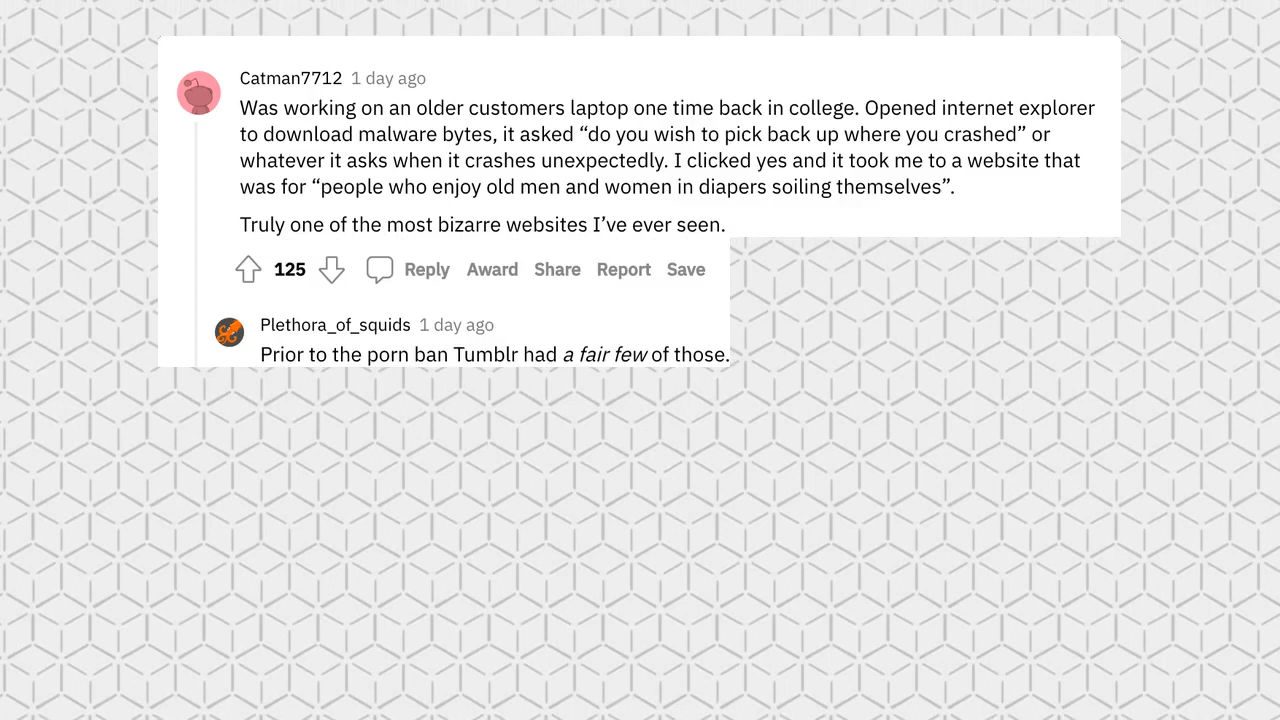 Catman7712 1 day ago
Was working on an older customers laptop one time back in college. Opened internet explorer
to download malware bytes, it asked “do you wish to pick back up where you crashed” or
whatever it asks when it crashes unexpectedly. I clicked yes and it took me to a website that
was for “people who enjoy old men and women in diapers soiling themselves”.
Truly one of the most bizarre websites I’ve ever seen.
125 Reply Award Share Report Save
Plethora_of_squids 1 day ago
Prior to the porn ban Tumblr had a fair few of those.